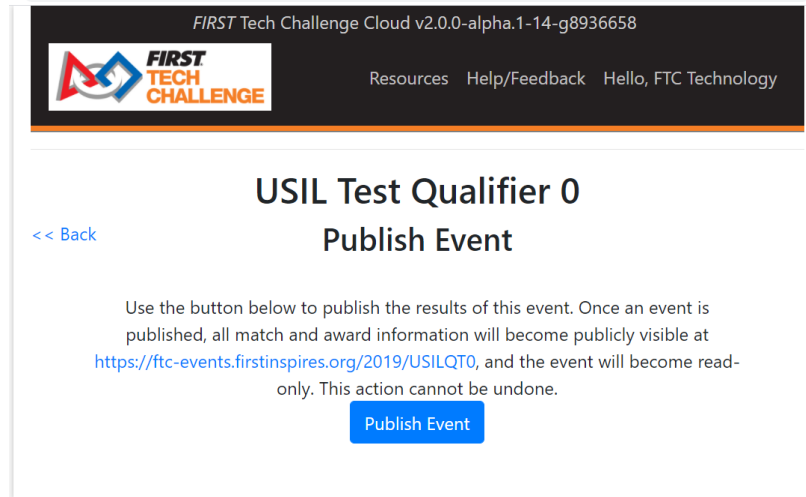 FIRST Tech Challenge Cloud v2.0.0-alpha.1-14-g8936658
FIRST
TECH
CHALLENGE
Resources Help/Feedback Hello, FTC Technology
USIL Test Qualifier 0
<< Back
Publish Event
Use the button below to publish the results of this event. Once an event is
published, all match and award information will become publicly visible at
https://ftc-events.firstinspires.org/2019/USILQT0, and the event will become read-
only. This action cannot be undone.
Publish Event